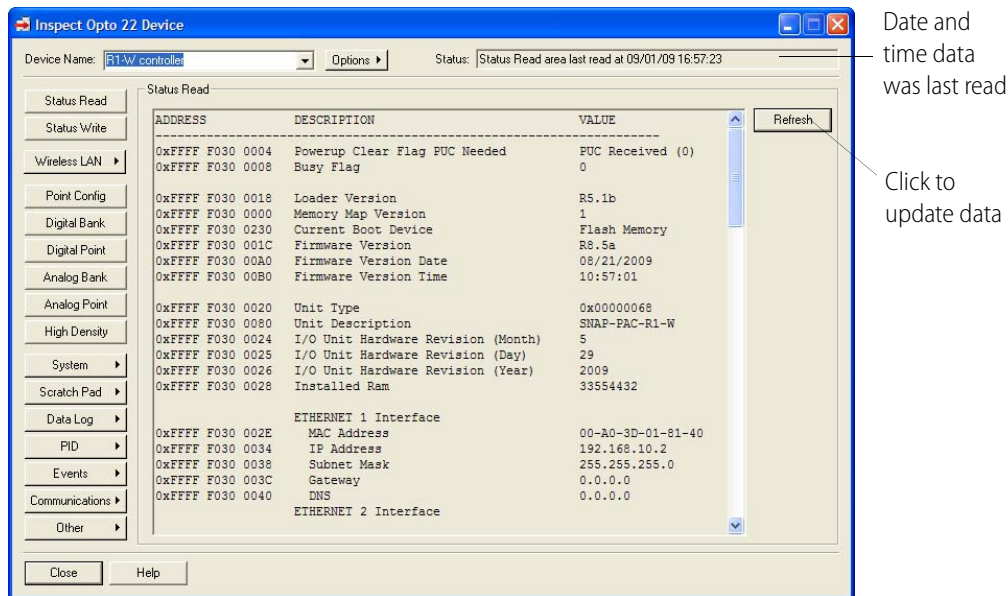 Inspect Opto 22 Device
Device Name: R1-W controller Options Status: Status Read area last read at 09/01/09 16:57:23
Date and
time data
was last read
Status Read
Status Write
Wireless LAN
Point Config
Digital Bank
Digital Point
Analog Bank
Analog Point
High Density
System
Scratch Pad
Data Log
PID
Events
Communications
Other
Status Read
ADDRESS DESCRIPTION VALUE
------------------------------------------------------------------------
0xFFFF F030 0004 Powerup Clear Flag PUC Needed PUC Received (0)
0xFFFF F030 0008 Busy Flag 0
0xFFFF F030 0018 Loader Version R5.1b
0xFFFF F030 0000 Memory Map Version 1
0xFFFF F030 0230 Current Boot Device Flash Memory
0xFFFF F030 001C Firmware Version R8.5a
0xFFFF F030 00A0 Firmware Version Date 08/21/2009
0xFFFF F030 00B0 Firmware Version Time 10:57:01
0xFFFF F030 0020 Unit Type 0x00000068
0xFFFF F030 0080 Unit Description SNAP-PAC-R1-W
0xFFFF F030 0024 I/O Unit Hardware Revision (Month) 5
0xFFFF F030 0025 I/O Unit Hardware Revision (Day) 29
0xFFFF F030 0026 I/O Unit Hardware Revision (Year) 2009
0xFFFF F030 0028 Installed Ram 33554432
ETHERNET 1 Interface
0xFFFF F030 002E MAC Address 00-A0-3D-01-81-40
0xFFFF F030 0034 IP Address 192.168.10.2
0xFFFF F030 0038 Subnet Mask 255.255.255.0
0xFFFF F030 003C Gateway 0.0.0.0
0xFFFF F030 0040 DNS 0.0.0.0
ETHERNET 2 Interface
Refresh
Click to
update data
Close Help